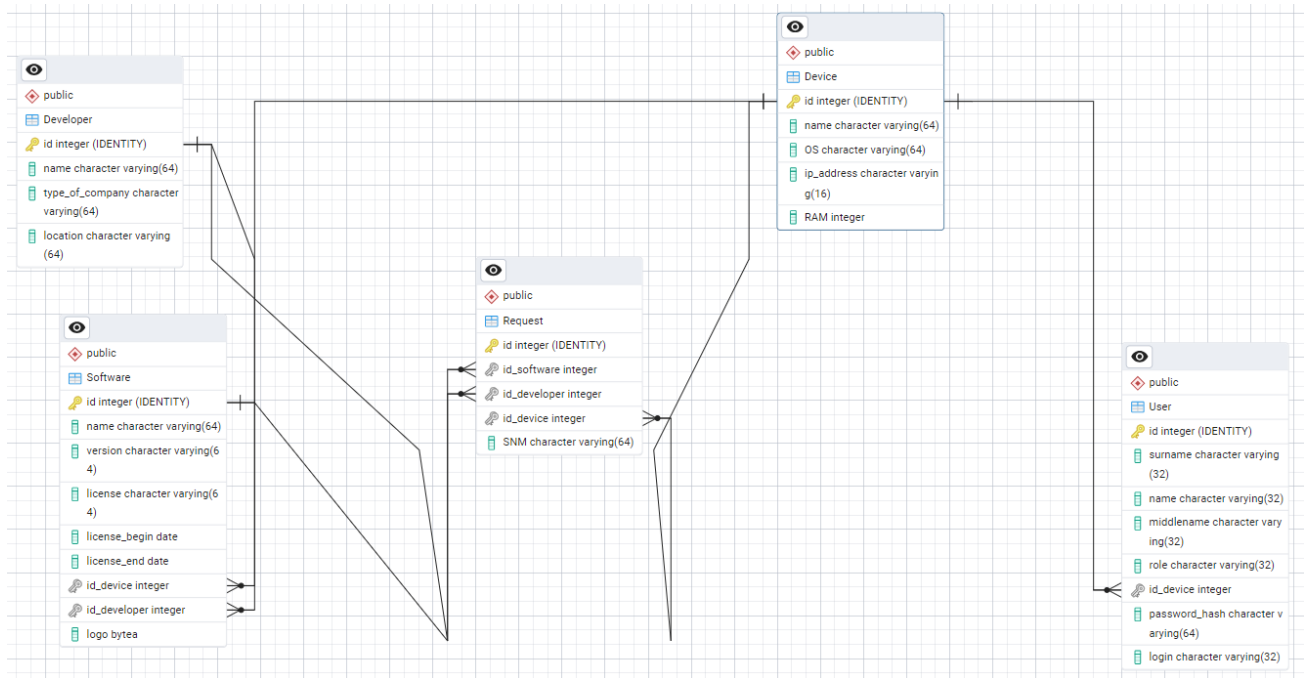 public
Developer
id integer (IDENTITY)
name character varying(64)
type_of_company character
varying(64)
location character varying
(64)
public
Software
id integer (IDENTITY)
name character varying(64)
version character varying(6
4)
license character varying(6
4)
license_begin date
license_end date
id_device integer
id_developer integer
logo bytea
public
Request
id integer (IDENTITY)
id_software integer
id_developer integer
id_device integer
SNM character varying(64)
public
Device
id integer (IDENTITY)
name character varying(64)
OS character varying(64)
ip_address character varyin
g(16)
RAM integer
public
User
id integer (IDENTITY)
surname character varying
(32)
name character varying(32)
middlename character vary
ing(32)
role character varying(32)
id_device integer
password_hash character v
arying(64)
login character varying(32)